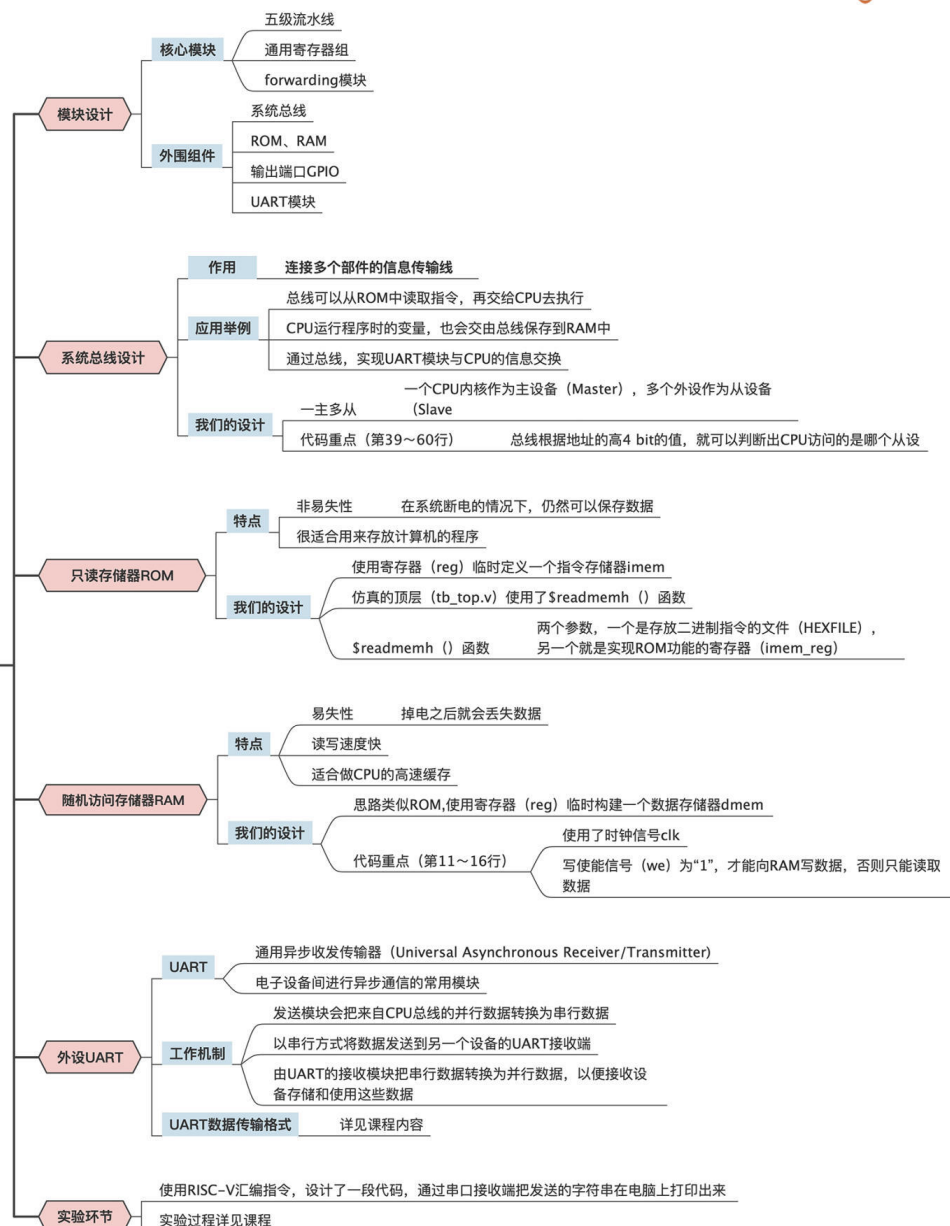 模块设计
核心模块
五级流水线
通用寄存器组
forwarding模块
外围组件
系统总线
ROM、RAM
输出端口GPIO
UART模块
系统总线设计
作用
连接多个部件的信息传输线
应用举例
总线可以从ROM中读取指令，再交给CPU去执行
CPU运行程序时的变量，也会交由总线保存到RAM中
通过总线，实现UART模块与CPU的信息交换
我们的设计
一主多从
一个CPU内核作为主设备（Master），多个外设作为从设备
（Slave
代码重点（第39～60行）
总线根据地址的高4 bit的值，就可以判断出CPU访问的是哪个从设
只读存储器ROM
特点
非易失性
在系统断电的情况下，仍然可以保存数据
很适合用来存放计算机的程序
我们的设计
使用寄存器（reg）临时定义一个指令存储器imem
仿真的顶层（tb_top.v）使用了$readmemh（）函数
$readmemh（）函数
两个参数，一个是存放二进制指令的文件（HEXFILE），
另一个就是实现ROM功能的寄存器（imem_reg）
随机访问存储器RAM
特点
易失性
掉电之后就会丢失数据
读写速度快
适合做CPU的高速缓存
我们的设计
思路类似ROM,使用寄存器（reg）临时构建一个数据存储器dmem
代码重点（第11～16行）
使用了时钟信号clk
写使能信号（we）为“1”，才能向RAM写数据，否则只能读取
数据
外设UART
UART
通用异步收发传输器（Universal Asynchronous Receiver/Transmitter)
电子设备间进行异步通信的常用模块
工作机制
发送模块会把来自CPU总线的并行数据转换为串行数据
以串行方式将数据发送到另一个设备的UART接收端
由UART的接收模块把串行数据转换为并行数据，以便接收设
备存储和使用这些数据
UART数据传输格式
详见课程内容
实验环节
使用RISC-V汇编指令，设计了一段代码，通过串口接收端把发送的字符串在电脑上打印出来
实验过程详见课程